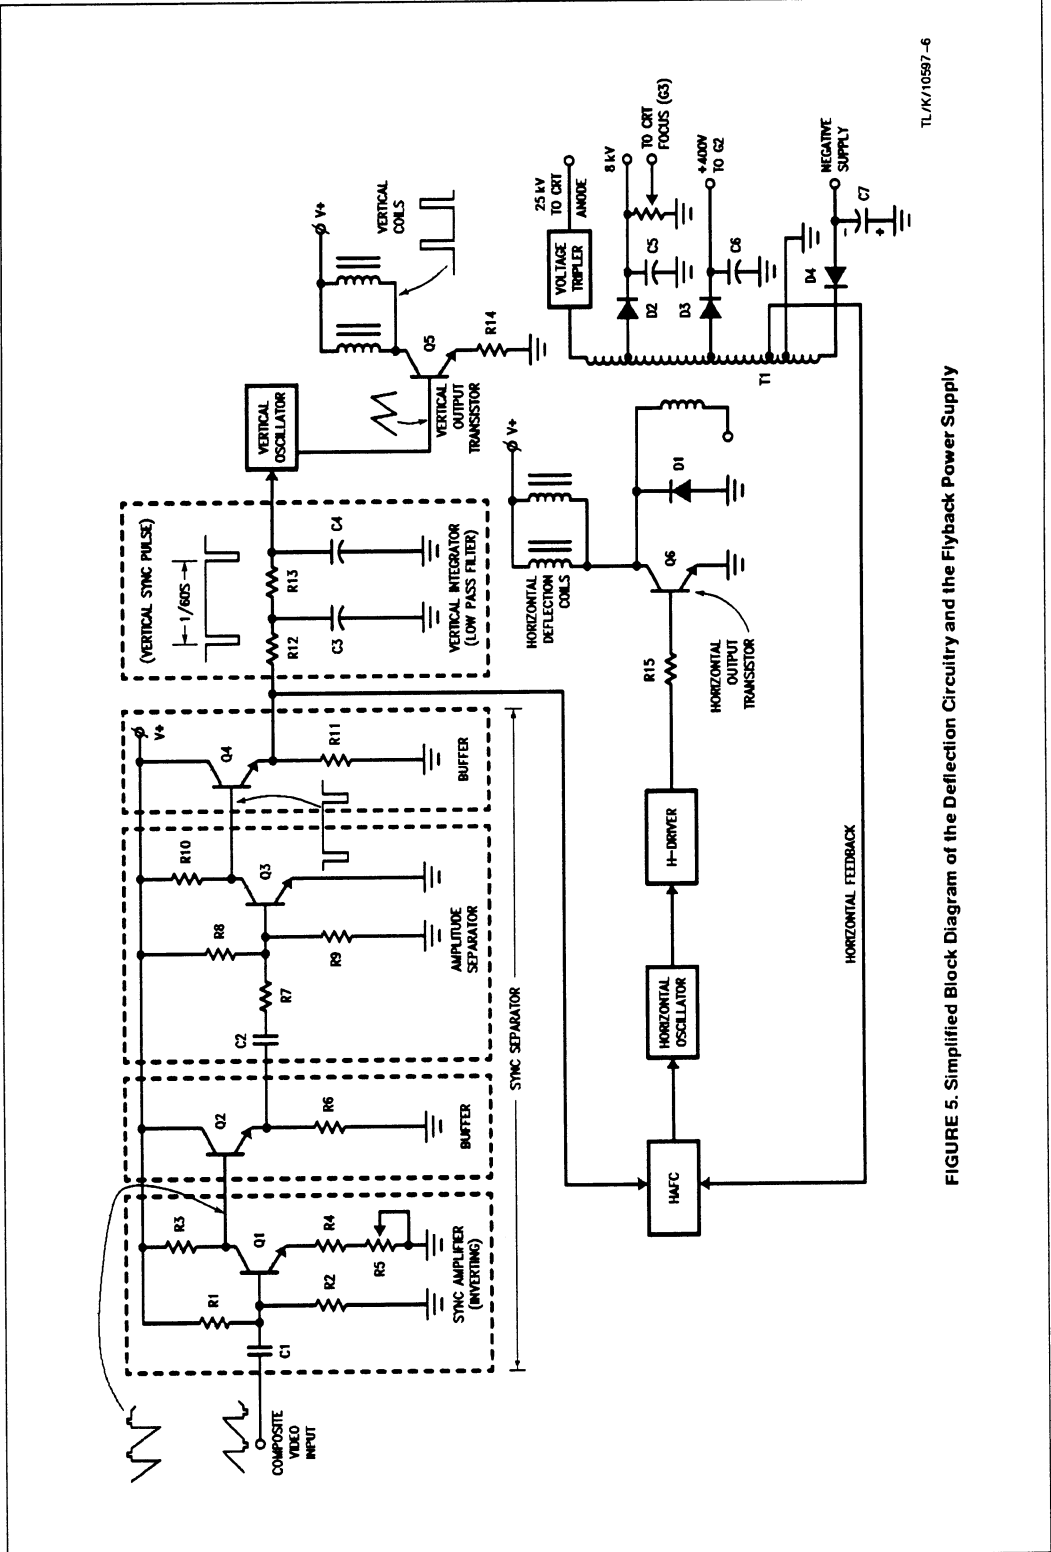 COMPOSITE
VIDEO
INPUT
C1
R1
R2
R3
Q1
R4
R5
SYNC AMPLIFIER
(INVERTING)
Q2
R6
BUFFER
C2
R7
R8
R9
R10
Q3
AMPLITUDE
SEPARATOR
Q4
R11
BUFFER
V+
SYNC SEPARATOR
(VERTICAL SYNC PULSE)
1/60S
R12
C3
R13
C4
VERTICAL INTEGRATOR
(LOW PASS FILTER)
VERTICAL
OSCILLATOR
VERTICAL
OUTPUT
TRANSISTOR
Q5
R14
V+
VERTICAL
COILS
HAFC
HORIZONTAL
OSCILLATOR
H-DRIVER
R15
HORIZONTAL
OUTPUT
TRANSISTOR
Q6
HORIZONTAL
DEFLECTION
COILS
V+
D1
T1
VOLTAGE
TRIPLER
25 kV
TO CRT
ANODE
D2
C5
8 kV
TO CRT
FOCUS (G3)
D3
C6
+400V
TO G2
D4
C7
-
+
NEGATIVE
SUPPLY
HORIZONTAL FEEDBACK
TL/K/10597-6
FIGURE 5. Simplified Block Diagram of the Deflection Circuitry and the Flyback Power Supply